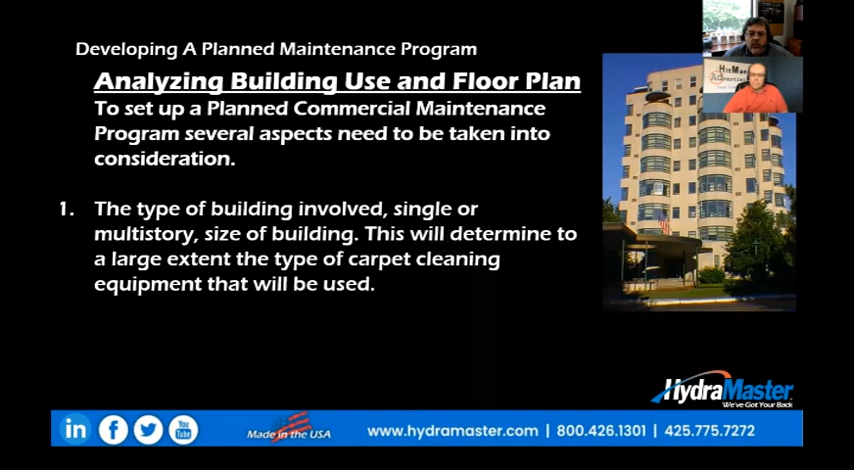 Developing A Planned Maintenance Program
Analyzing Building Use and Floor Plan
To set up a Planned Commercial Maintenance
Program several aspects need to be taken into
consideration.
1. The type of building involved, single or
multistory, size of building. This will determine to
a large extent the type of carpet cleaning
equipment that will be used.
HydraMaster
We've Got Your Back
in
f
You
Tube
Made in the USA
www.hydramaster.com | 800.426.1301 | 425.775.7272